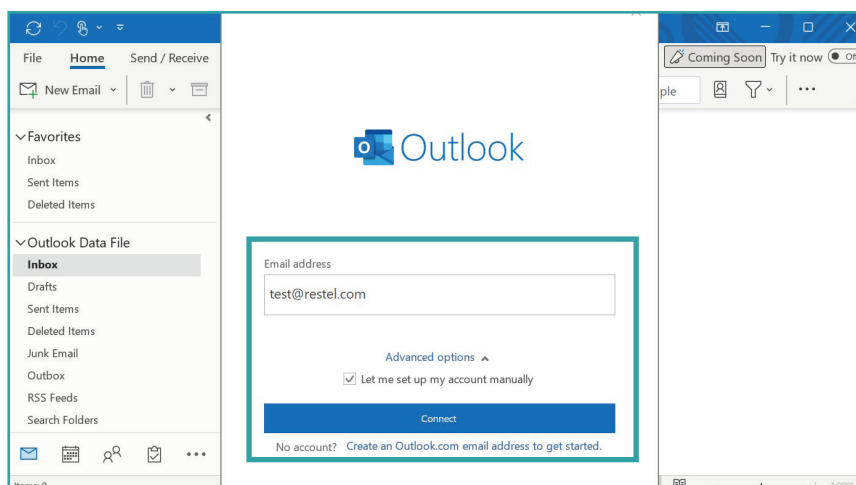 File Home Send / Receive
Coming Soon Try it now
New Email
ple
Favorites
Inbox
Sent Items
Deleted Items
Outlook
Outlook Data File
Inbox
Drafts
Sent Items
Deleted Items
Junk Email
Outbox
RSS Feeds
Search Folders
Email address
test@restel.com
Advanced options
Let me set up my account manually
Connect
No account? Create an Outlook.com email address to get started.